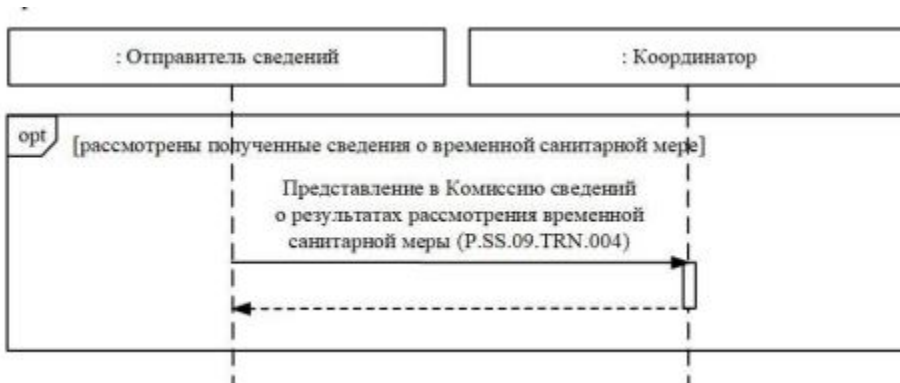 : Отправитель сведений
: Координатор
opt
[рассмотрены полученные сведения о временной санитарной мере]
Представление в Комиссию сведений
о результатах рассмотрения временной
санитарной меры (P.SS.09.TRN.004)